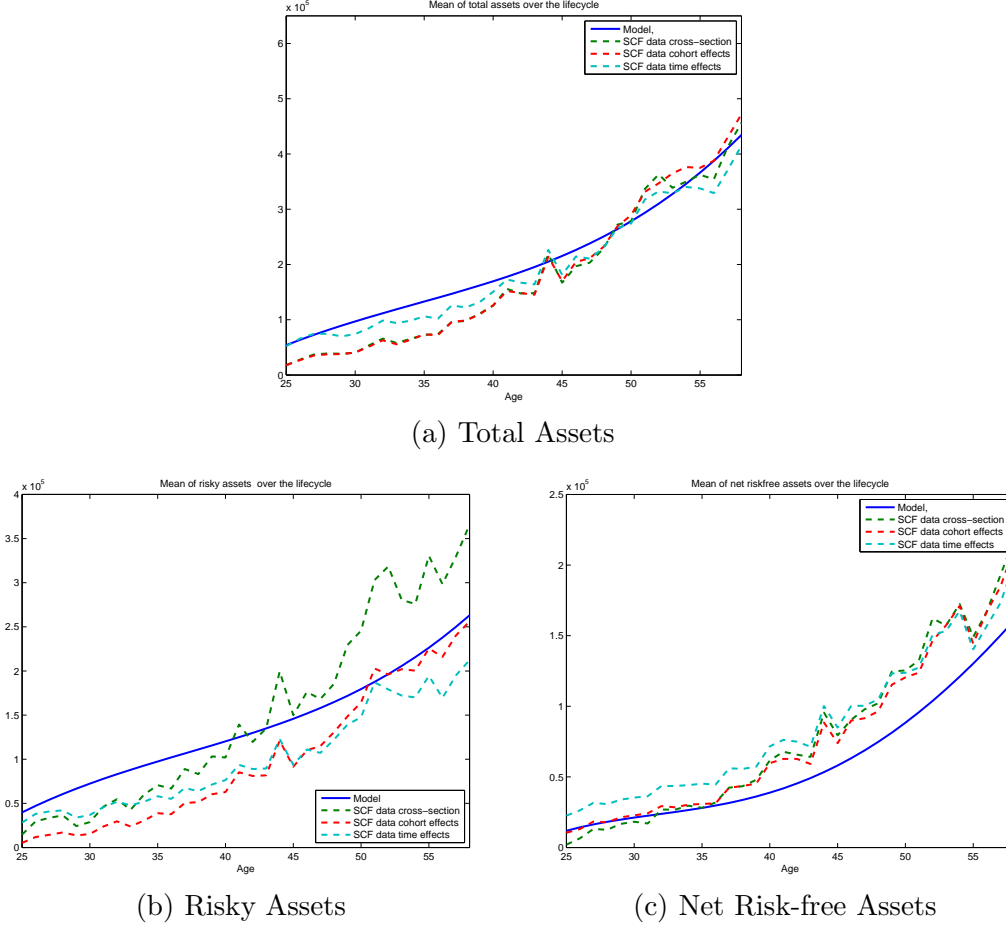 x 10⁵
Mean of total assets over the lifecycle
Model,
SCF data cross−section
SCF data cohort effects
SCF data time effects
6
5
4
3
2
1
0
25 30 35 40 45 50 55
Age
(a) Total Assets
x 10⁵
Mean of risky assets over the lifecycle
4
3.5
3
2.5
2
1.5
1
0.5
0
Model
SCF data cross−section
SCF data cohort effects
SCF data time effects
25 30 35 40 45 50 55
Age
(b) Risky Assets
x 10⁵
Mean of net riskfree assets over the lifecycle
Model,
SCF data cross−section
SCF data cohort effects
SCF data time effects
2.5
2
1.5
1
0.5
0
25 30 35 40 45 50 55
Age
(c) Net Risk-free Assets